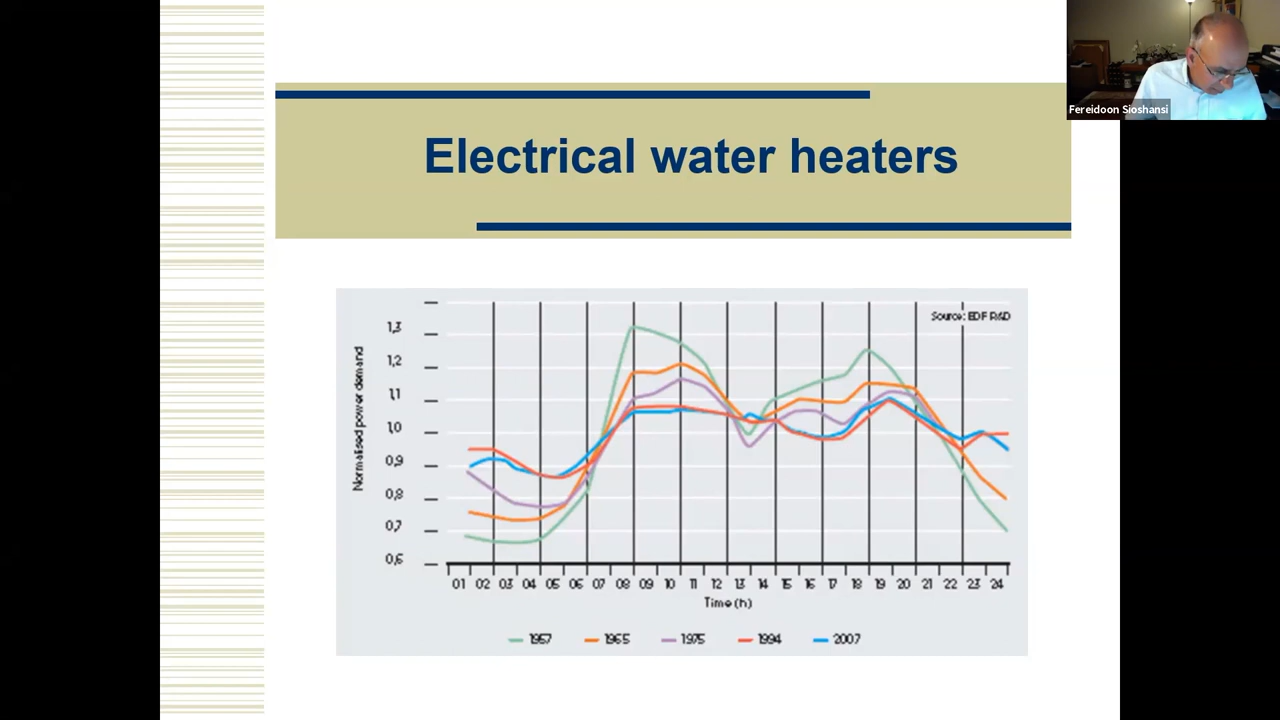 Fereidoon Sioshansi
Electrical water heaters
Source: EDF R&D
Normalised power demand
1,3
1,2
1,1
1,0
0,9
0,8
0,7
0,6
01 02 03 04 05 06 07 08 09 10 11 12 13 14 15 16 17 18 19 20 21 22 23 24
Time (h)
1957 1965 1975 1994 2007